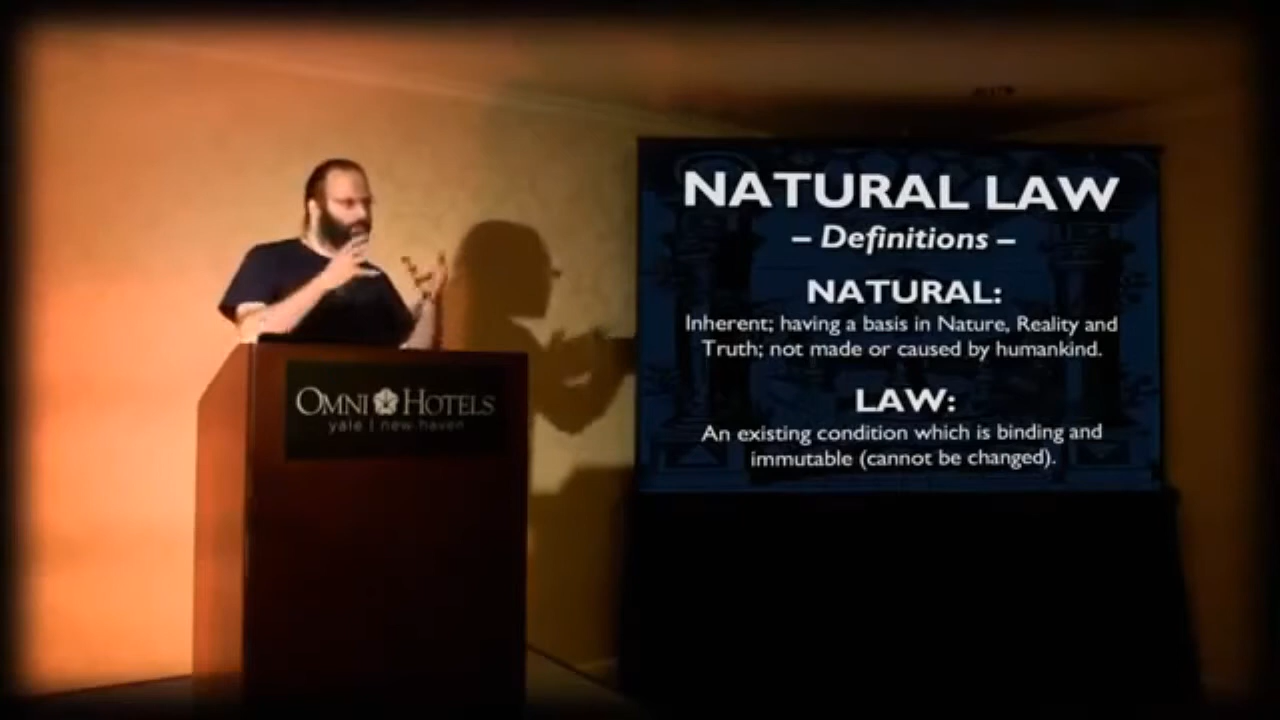 OMNI HOTELS
yale | new haven
NATURAL LAW
– Definitions –
NATURAL:
Inherent; having a basis in Nature, Reality and
Truth; not made or caused by humankind.
LAW:
An existing condition which is binding and
immutable (cannot be changed).